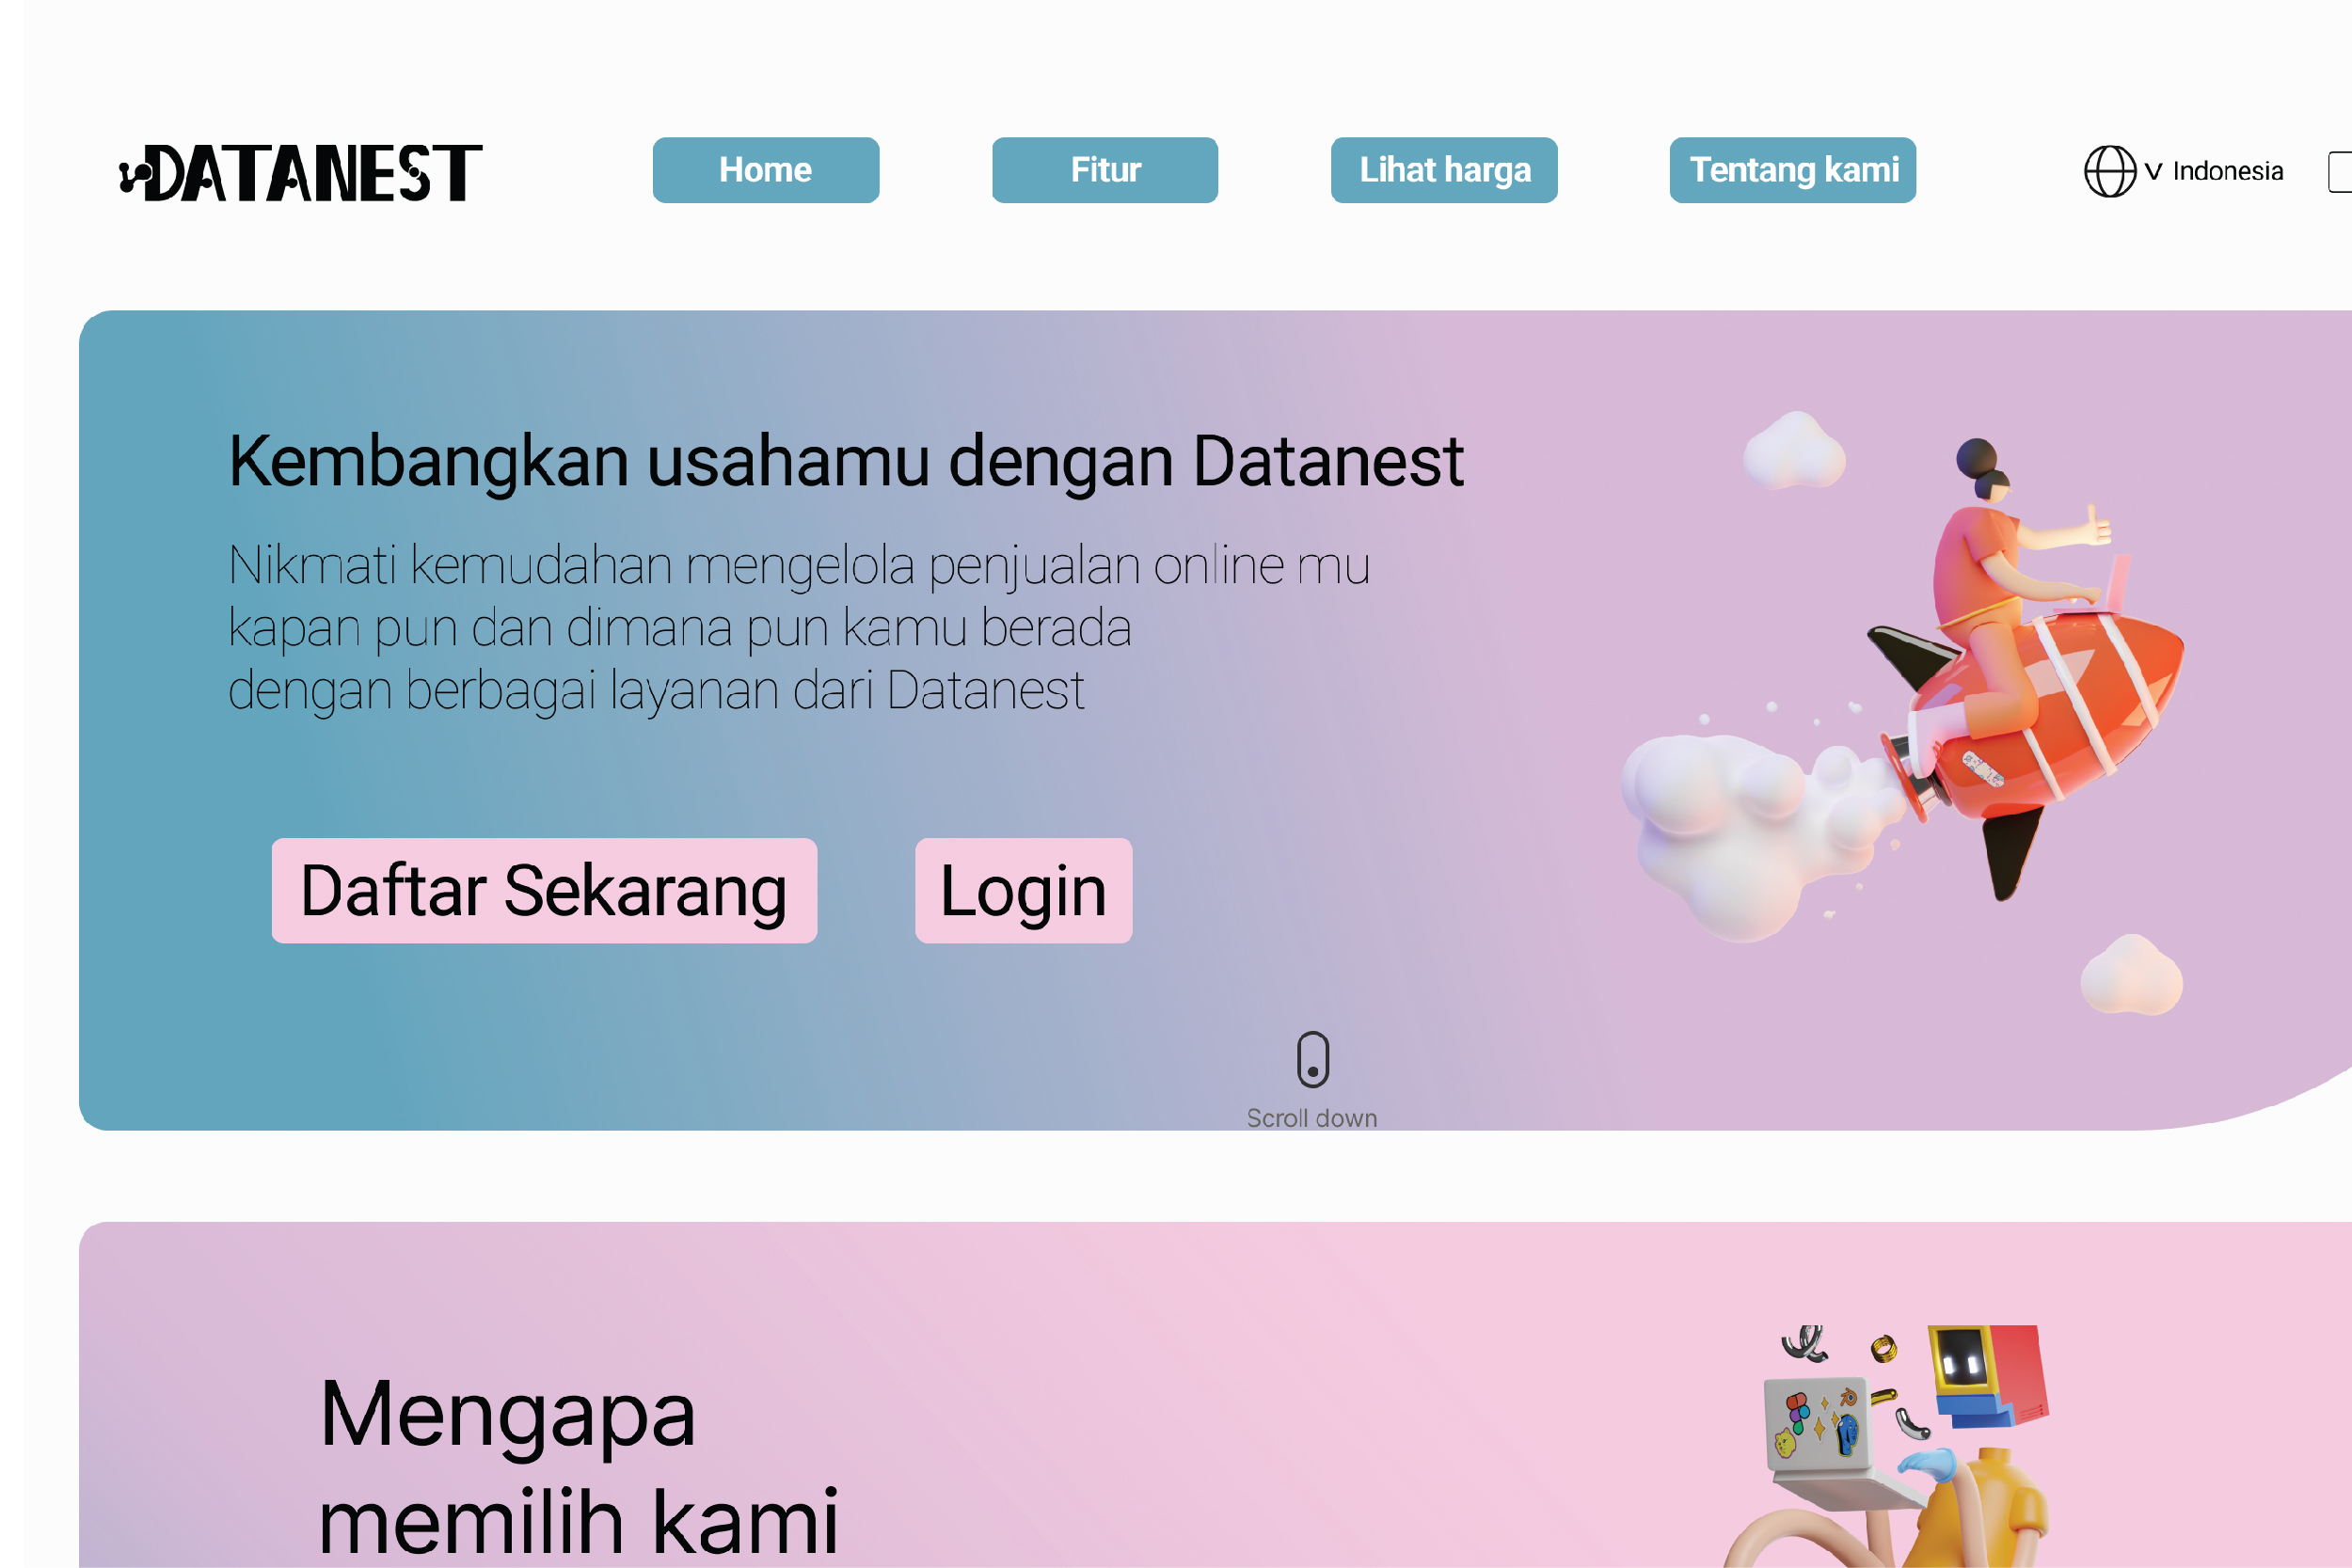 DATANEST
Home
Fitur
Lihat harga
Tentang kami
V Indonesia
Kembangkan usahamu dengan Datanest
Nikmati kemudahan mengelola penjualan online mu
kapan pun dan dimana pun kamu berada
dengan berbagai layanan dari Datanest
Daftar Sekarang
Login
Scroll down
Mengapa
memilih kami